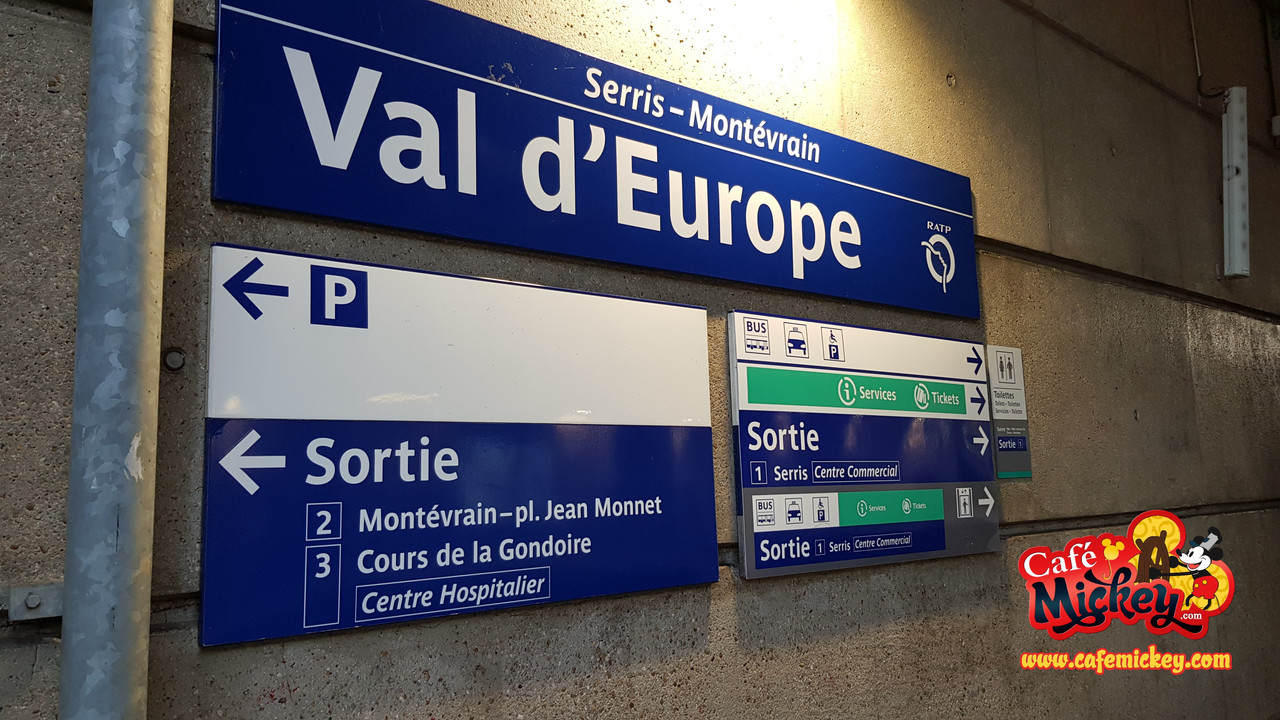 Serris – Montévrain
Val d'Europe
RATP
P
Sortie
2 Montévrain – pl. Jean Monnet
3 Cours de la Gondoire
Centre Hospitalier
BUS
P
Services
Tickets
Sortie
1 Serris Centre Commercial
BUS
P
Services
Tickets
Sortie 1 Serris Centre Commercial
Toilettes
Sortie 1
Café
Mickey
.com
www.cafemickey.com